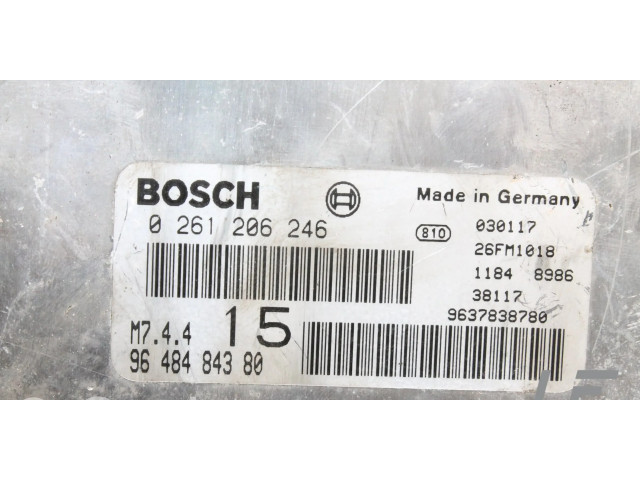 BOSCH
Made in Germany
0 261 206 246
810
030117
26FM1018
1184 8986
38117
9637838780
M7.4.4 15
96 484 843 80